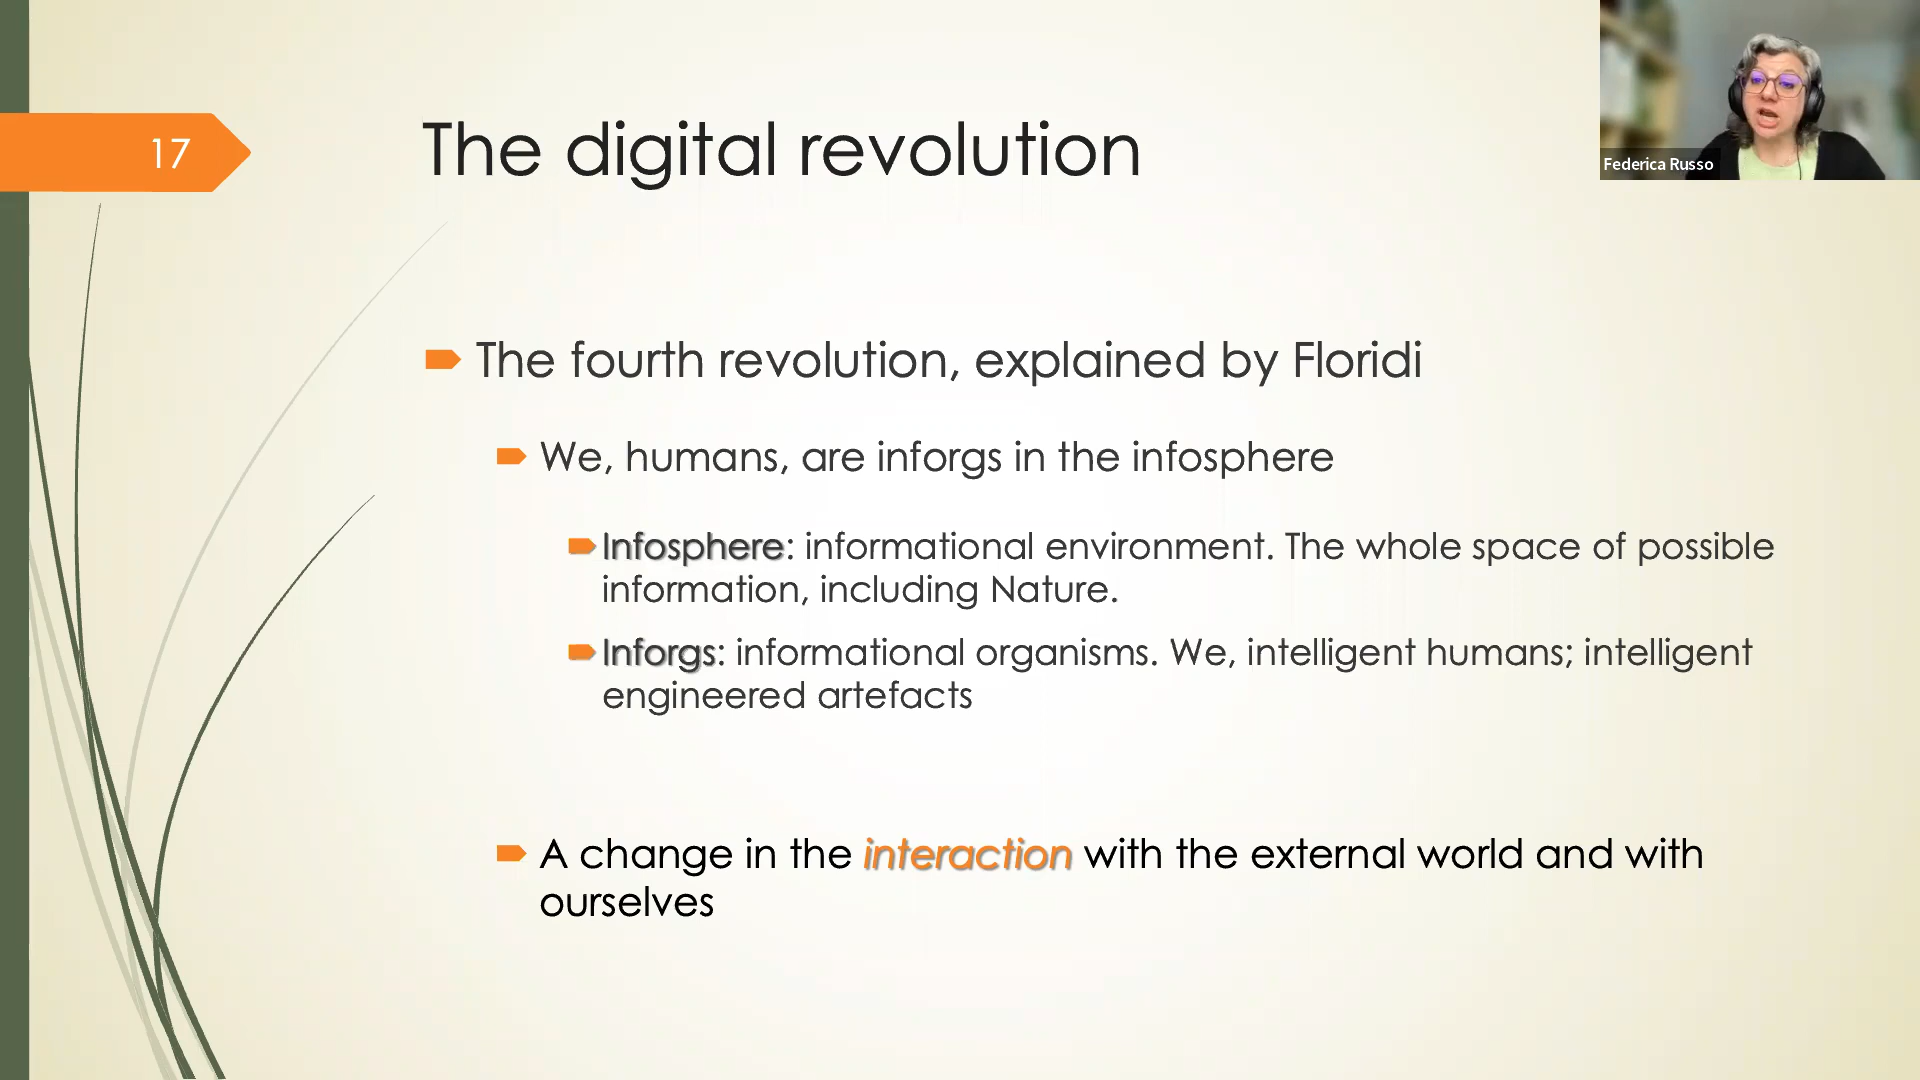 17
The digital revolution
Federica Russo
The fourth revolution, explained by Floridi
We, humans, are inforgs in the infosphere
Infosphere: informational environment. The whole space of possible
information, including Nature.
Inforgs: informational organisms. We, intelligent humans; intelligent
engineered artefacts
A change in the interaction with the external world and with
ourselves